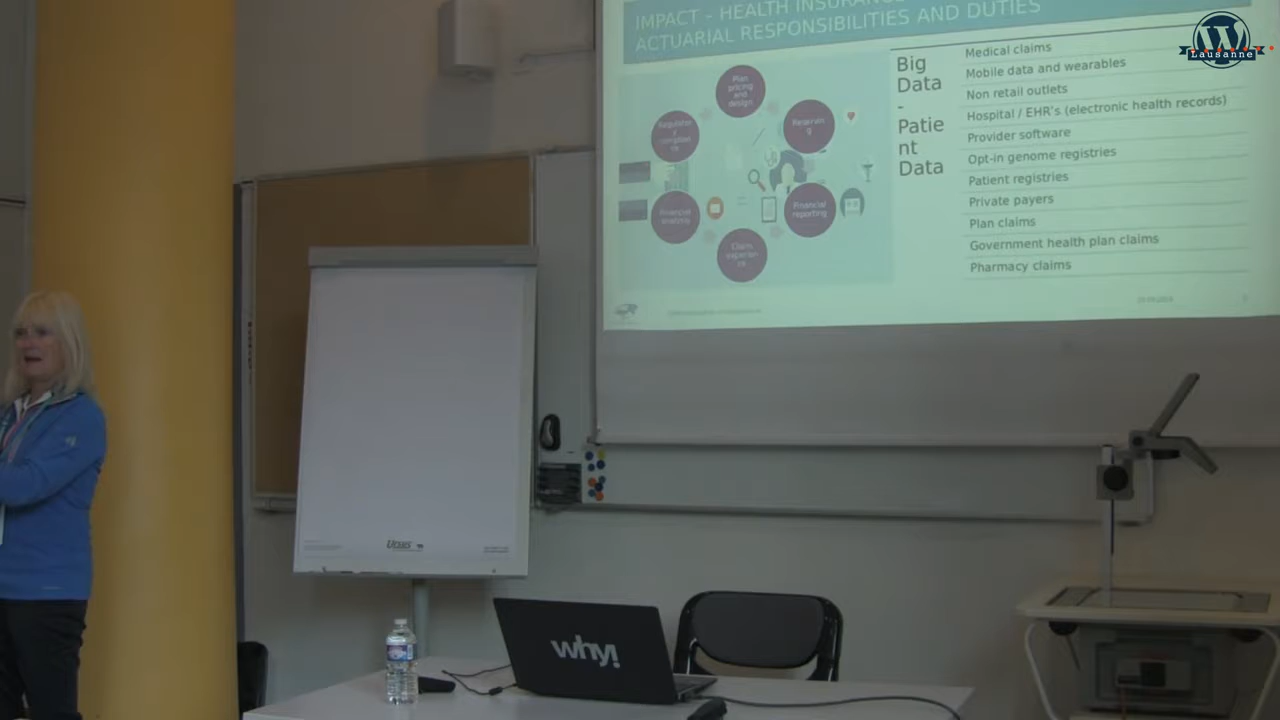 IMPACT – HEALTH INSURANCE
ACTUARIAL RESPONSIBILITIES AND DUTIES
Lausanne
Plan
pricing
and
design
Financial
reporting
Financial
analysis
Big
Data
-
Patie
nt
Data
Medical claims
Mobile data and wearables
Non retail outlets
Hospital / EHR's (electronic health records)
Provider software
Opt-in genome registries
Patient registries
Private payers
Plan claims
Government health plan claims
Pharmacy claims
why!